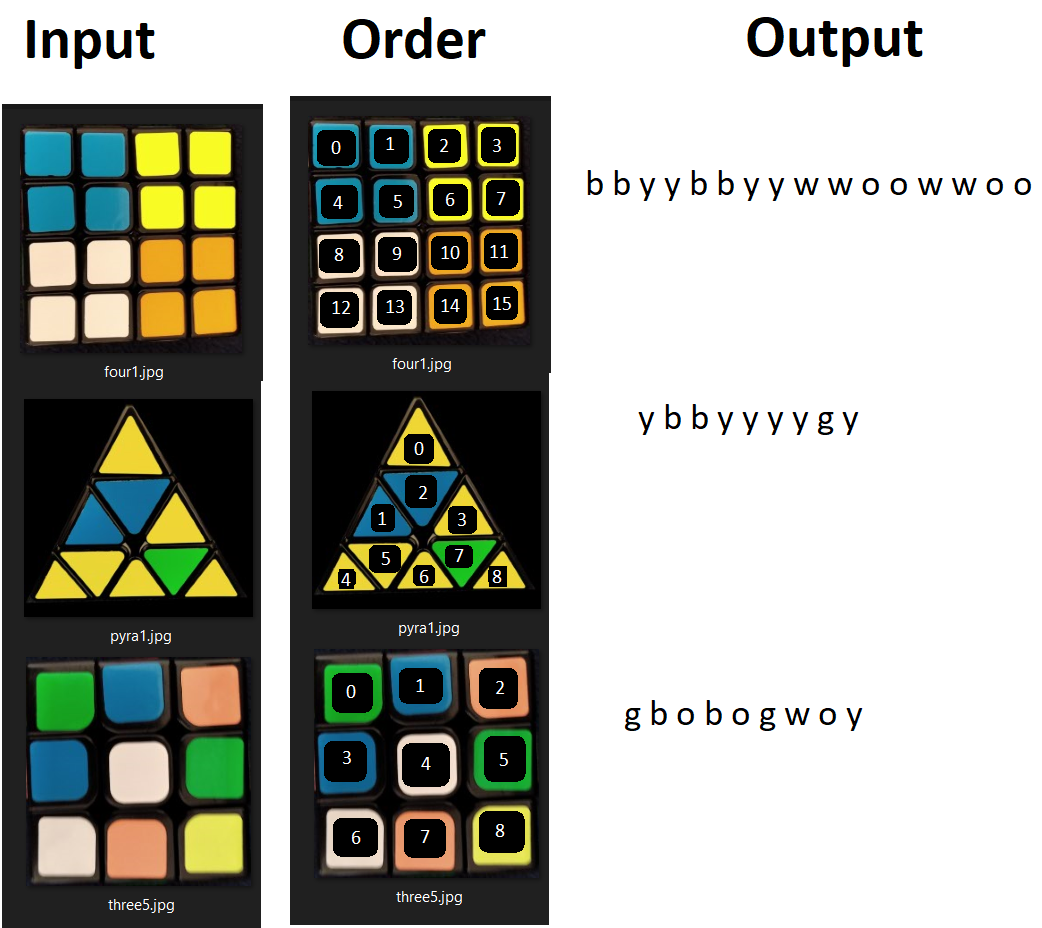 Input Order Output
0 1 2 3
b b y y b b y y w w o o w w o o
4 5 6 7
8 9 10 11
12 13 14 15
four1.jpg four1.jpg
0
y b b y y y y g y
2
1 3
5 7
4 6 8
pyra1.jpg pyra1.jpg
0 1 2
g b o b o g w o y
3 4 5
6 7 8
three5.jpg three5.jpg